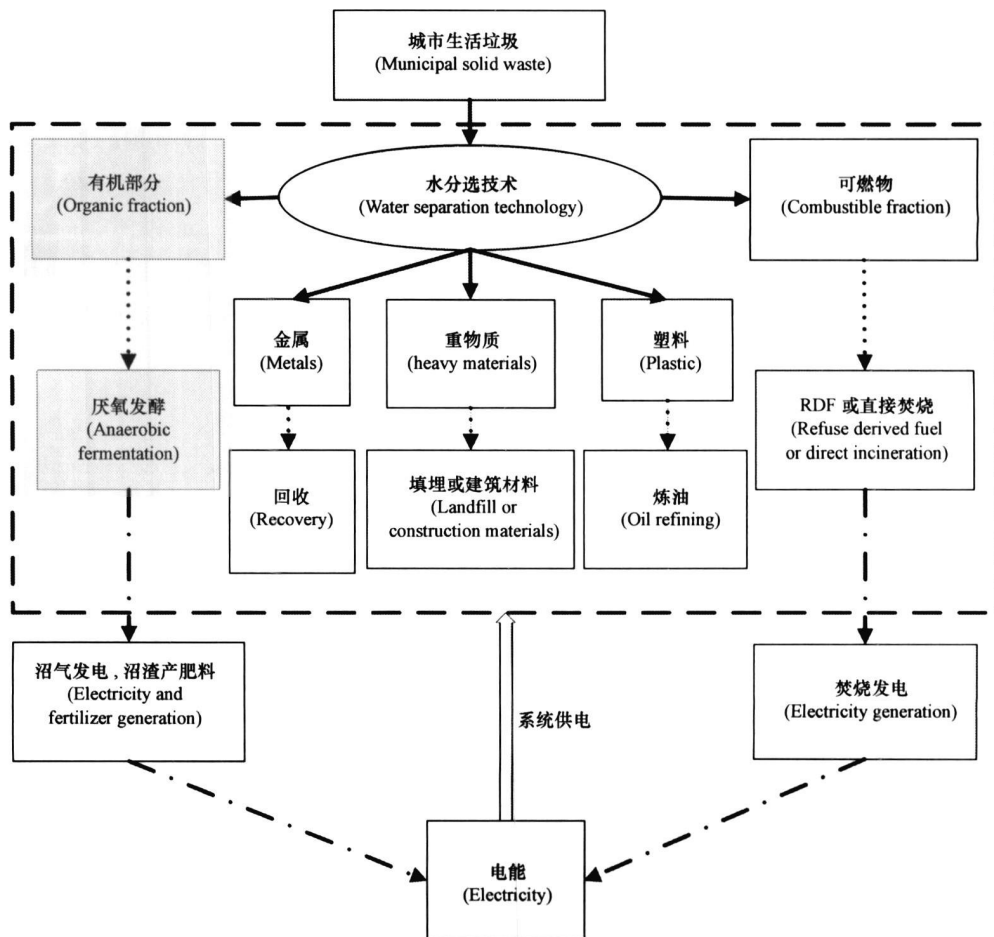 城市生活垃圾
(Municipal solid waste)
有机部分
(Organic fraction)
水分选技术
(Water separation technology)
可燃物
(Combustible fraction)
金属
(Metals)
重物质
(heavy materials)
塑料
(Plastic)
厌氧发酵
(Anaerobic
fermentation)
RDF 或直接焚烧
(Refuse derived fuel
or direct incineration)
回收
(Recovery)
填埋或建筑材料
(Landfill or
construction materials)
炼油
(Oil refining)
沼气发电,沼渣产肥料
(Electricity and
fertilizer generation)
系统供电
焚烧发电
(Electricity generation)
电能
(Electricity)